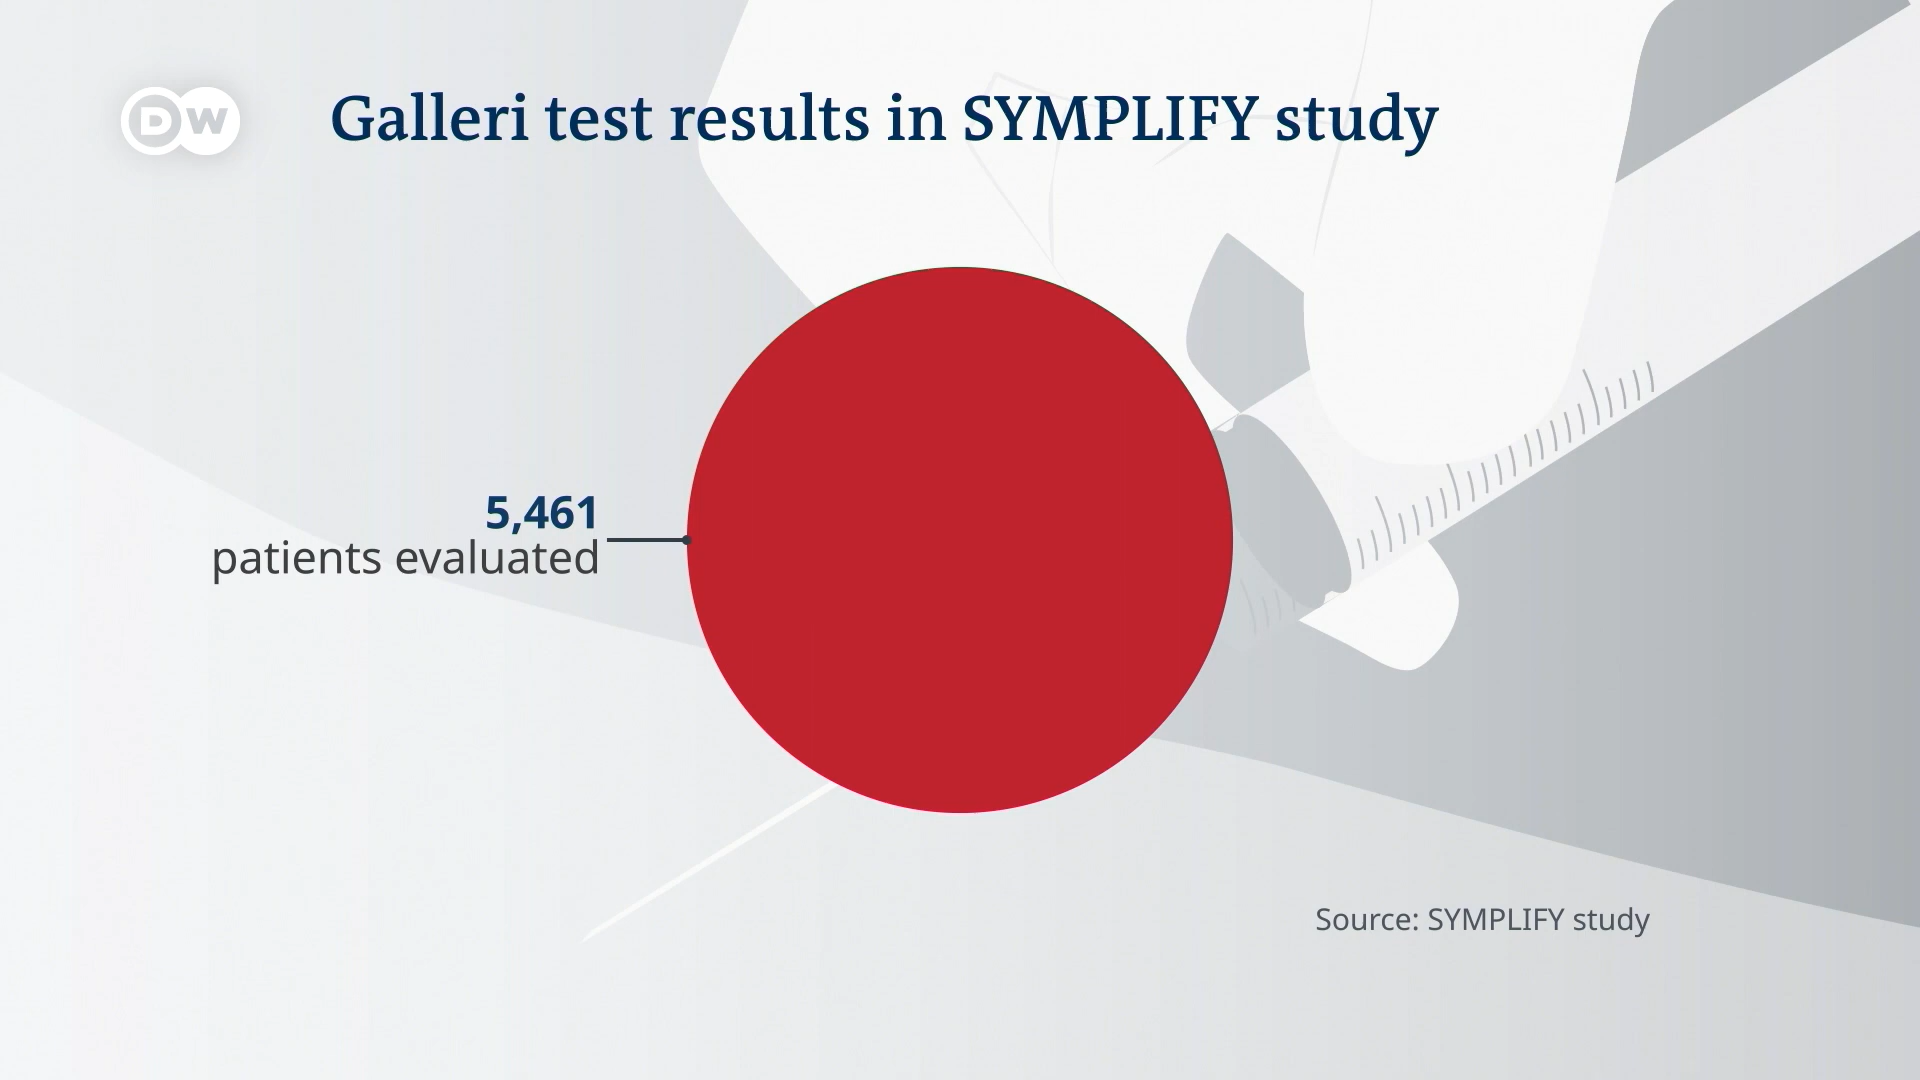 DW
Galleri test results in SYMPLIFY study
5,461
patients evaluated
Source: SYMPLIFY study